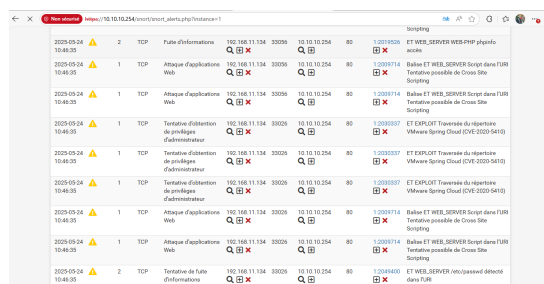 Non sécurisé https://10.10.10.254/snort/snort_alerts.php?instance=1
Scripting
2025-05-24 2 TCP Fuite d'informations 192.168.11.134 33056 10.10.10.254 80 1:2019526 ET WEB_SERVER WEB-PHP phpinfo
10:46:35 accès
2025-05-24 1 TCP Attaque d'applications 192.168.11.134 33026 10.10.10.254 80 1:2009714 Balise ET WEB_SERVER Script dans l'URI
10:46:35 Web Tentative possible de Cross Site
Scripting
2025-05-24 1 TCP Attaque d'applications 192.168.11.134 33026 10.10.10.254 80 1:2009714 Balise ET WEB_SERVER Script dans l'URI
10:46:35 Web Tentative possible de Cross Site
Scripting
2025-05-24 1 TCP Tentative d'obtention 192.168.11.134 33026 10.10.10.254 80 1:2030337 ET EXPLOIT Traversée du répertoire
10:46:35 de privilèges VMware Spring Cloud (CVE-2020-5410)
d'administrateur
2025-05-24 1 TCP Tentative d'obtention 192.168.11.134 33026 10.10.10.254 80 1:2030337 ET EXPLOIT Traversée du répertoire
10:46:35 de privilèges VMware Spring Cloud (CVE-2020-5410)
d'administrateur
2025-05-24 1 TCP Tentative d'obtention 192.168.11.134 33026 10.10.10.254 80 1:2030337 ET EXPLOIT Traversée du répertoire
10:46:35 de privilèges VMware Spring Cloud (CVE-2020-5410)
d'administrateur
2025-05-24 1 TCP Attaque d'applications 192.168.11.134 33026 10.10.10.254 80 1:2009714 Balise ET WEB_SERVER Script dans l'URI
10:46:35 Web Tentative possible de Cross Site
Scripting
2025-05-24 1 TCP Attaque d'applications 192.168.11.134 33026 10.10.10.254 80 1:2009714 Balise ET WEB_SERVER Script dans l'URI
10:46:35 Web Tentative possible de Cross Site
Scripting
2025-05-24 2 TCP Tentative de fuite 192.168.11.134 33026 10.10.10.254 80 1:2049400 ET WEB_SERVER /etc/passwd détecté
10:46:35 d'informations dans l'URI